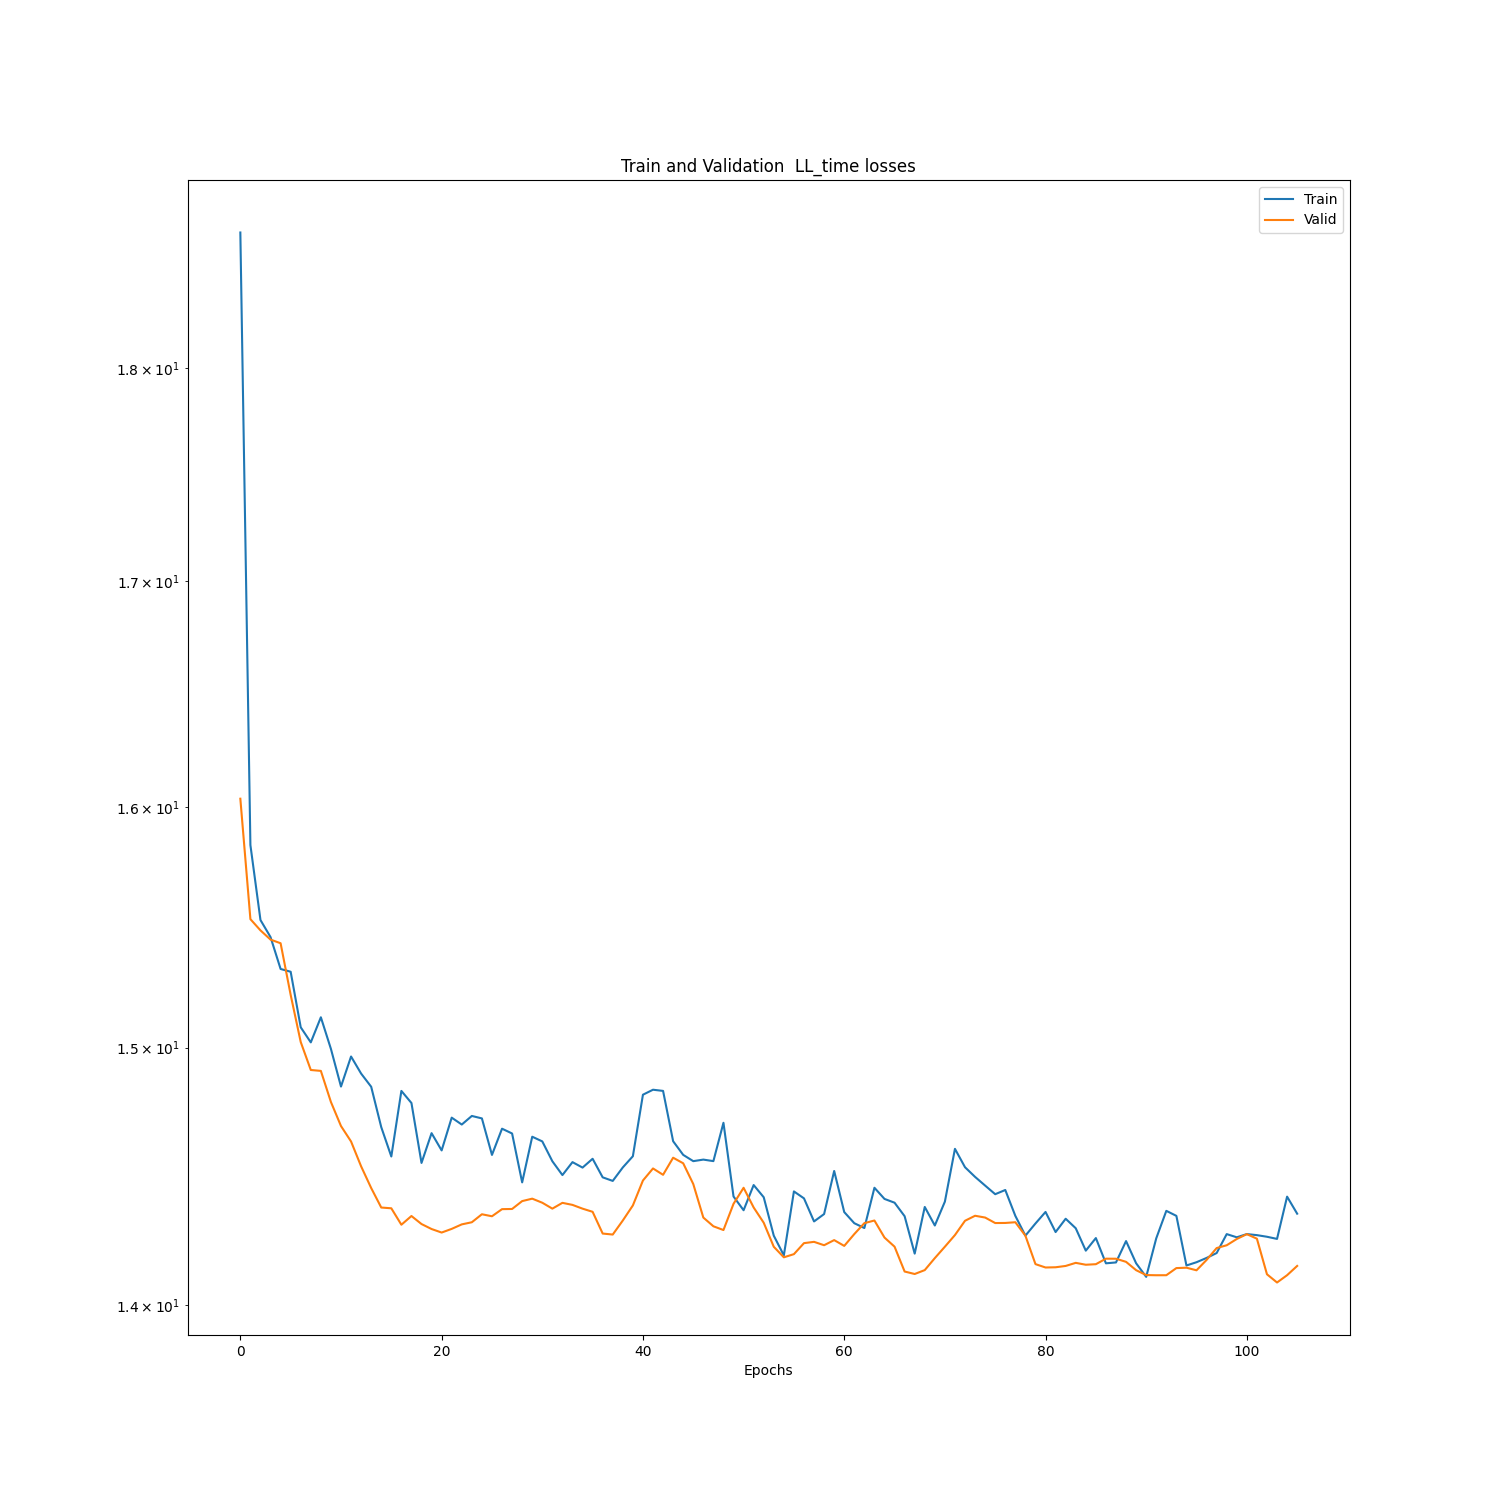 Train and Validation  LL_time losses
Train
Valid
1.8 × 10¹
1.7 × 10¹
1.6 × 10¹
1.5 × 10¹
1.4 × 10¹
0 20 40 60 80 100
Epochs